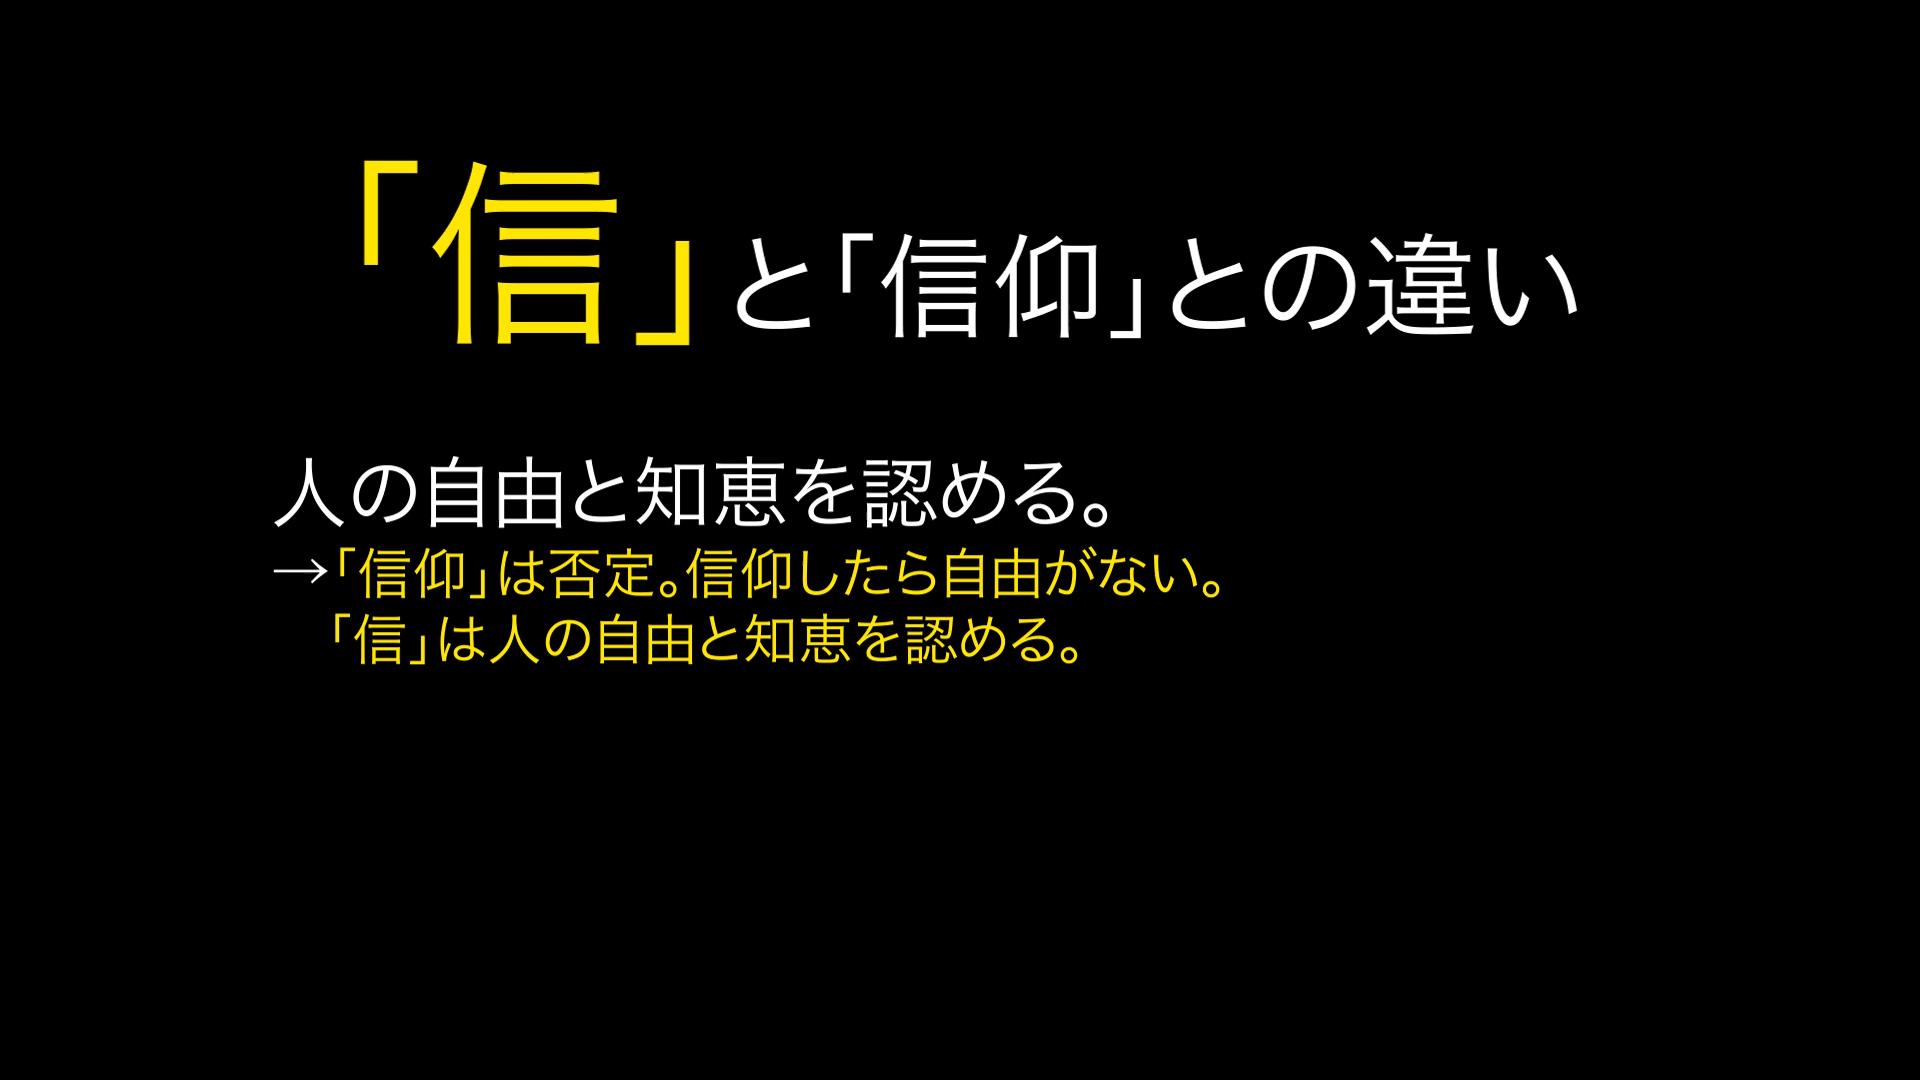 「信」と「信仰」との違い
人の自由と知恵を認める。
→「信仰」は否定。信仰したら自由がない。
「信」は人の自由と知恵を認める。